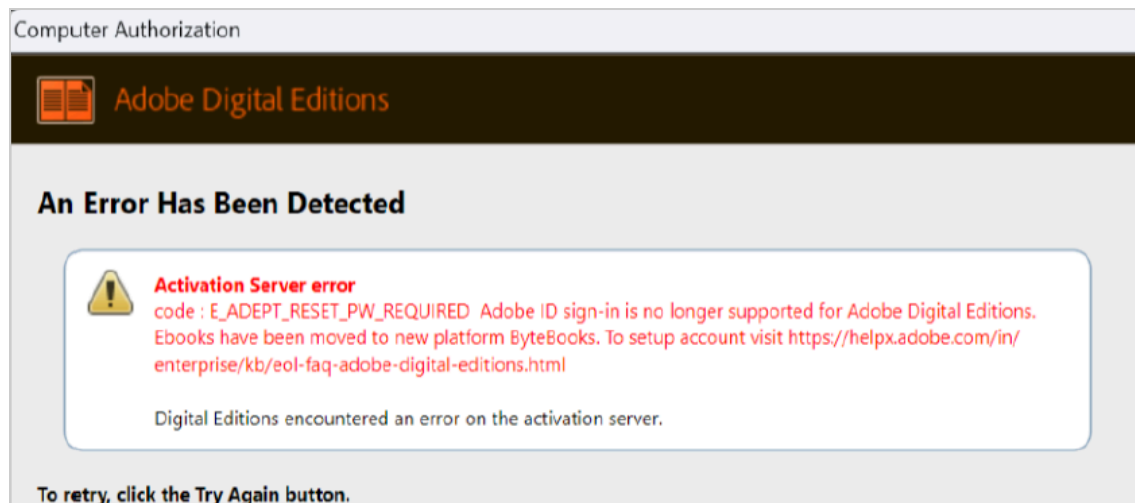 Computer Authorization
Adobe Digital Editions
An Error Has Been Detected
Activation Server error
code : E_ADEPT_RESET_PW_REQUIRED Adobe ID sign-in is no longer supported for Adobe Digital Editions.
Ebooks have been moved to new platform ByteBooks. To setup account visit https://helpx.adobe.com/in/
enterprise/kb/eol-faq-adobe-digital-editions.html
Digital Editions encountered an error on the activation server.
To retry, click the Try Again button.